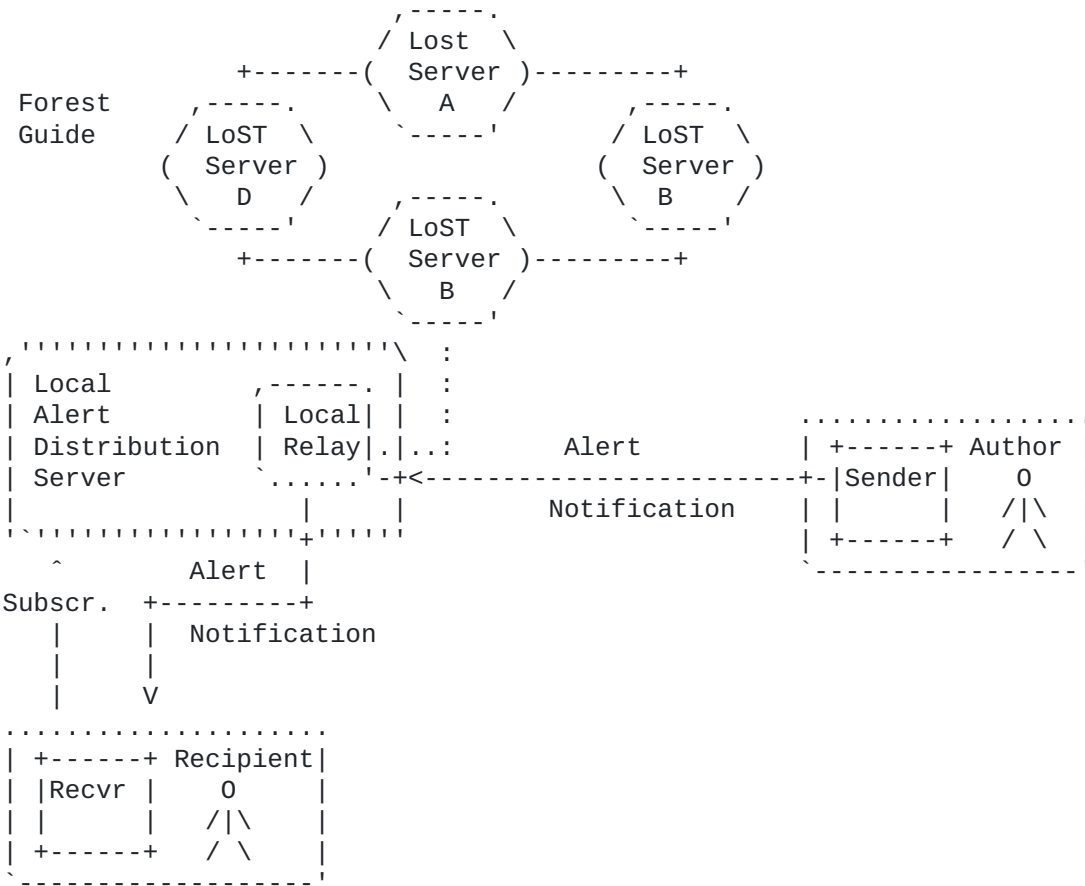 Lost
Server
A
Forest
Guide
LoST
Server
D
LoST
Server
B
LoST
Server
B
Local
Alert
Distribution
Server
Local
Relay
Alert
Notification
Author
Sender
O
Alert
Notification
Subscr.
V
Recipient
Recvr
O